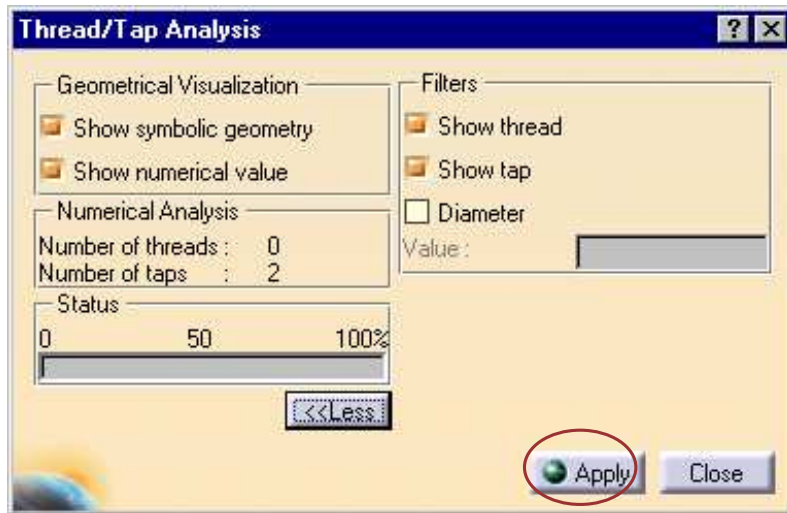 Thread/Tap Analysis
Geometrical Visualization
Show symbolic geometry
Show numerical value
Numerical Analysis
Number of threads : 0
Number of taps : 2
Status
0 50 100%
<<Less
Filters
Show thread
Show tap
Diameter
Value :
Apply Close